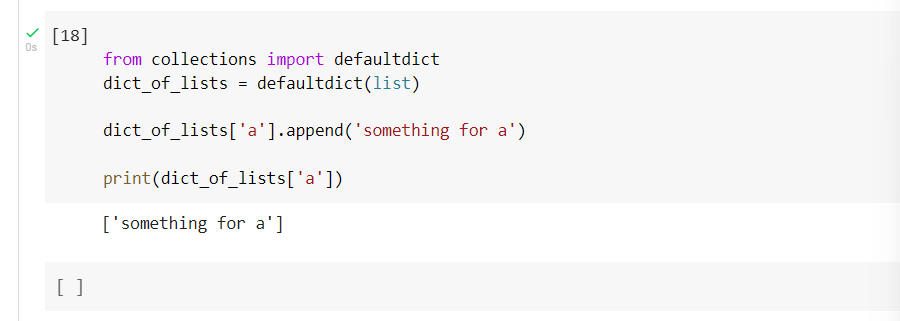 [18]
0s
from collections import defaultdict
dict_of_lists = defaultdict(list)
dict_of_lists['a'].append('something for a')
print(dict_of_lists['a'])
['something for a']
[ ]